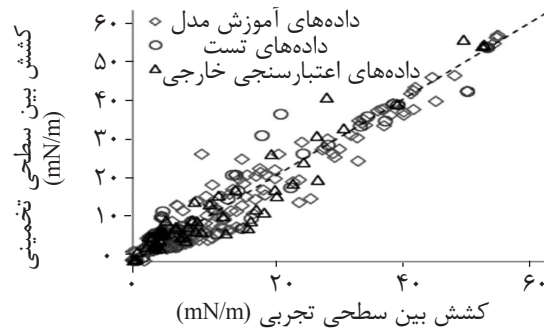 ۶۰
۵۰
۴۰
۳۰
۲۰
۱۰
۰
کشش بین سطحی تخمینی
(mN/m)
داده‌های آموزش مدل
داده‌های تست
داده‌های اعتبارسنجی خارجی
۰ ۲۰ ۴۰ ۶۰
کشش بین سطحی تجربی (mN/m)